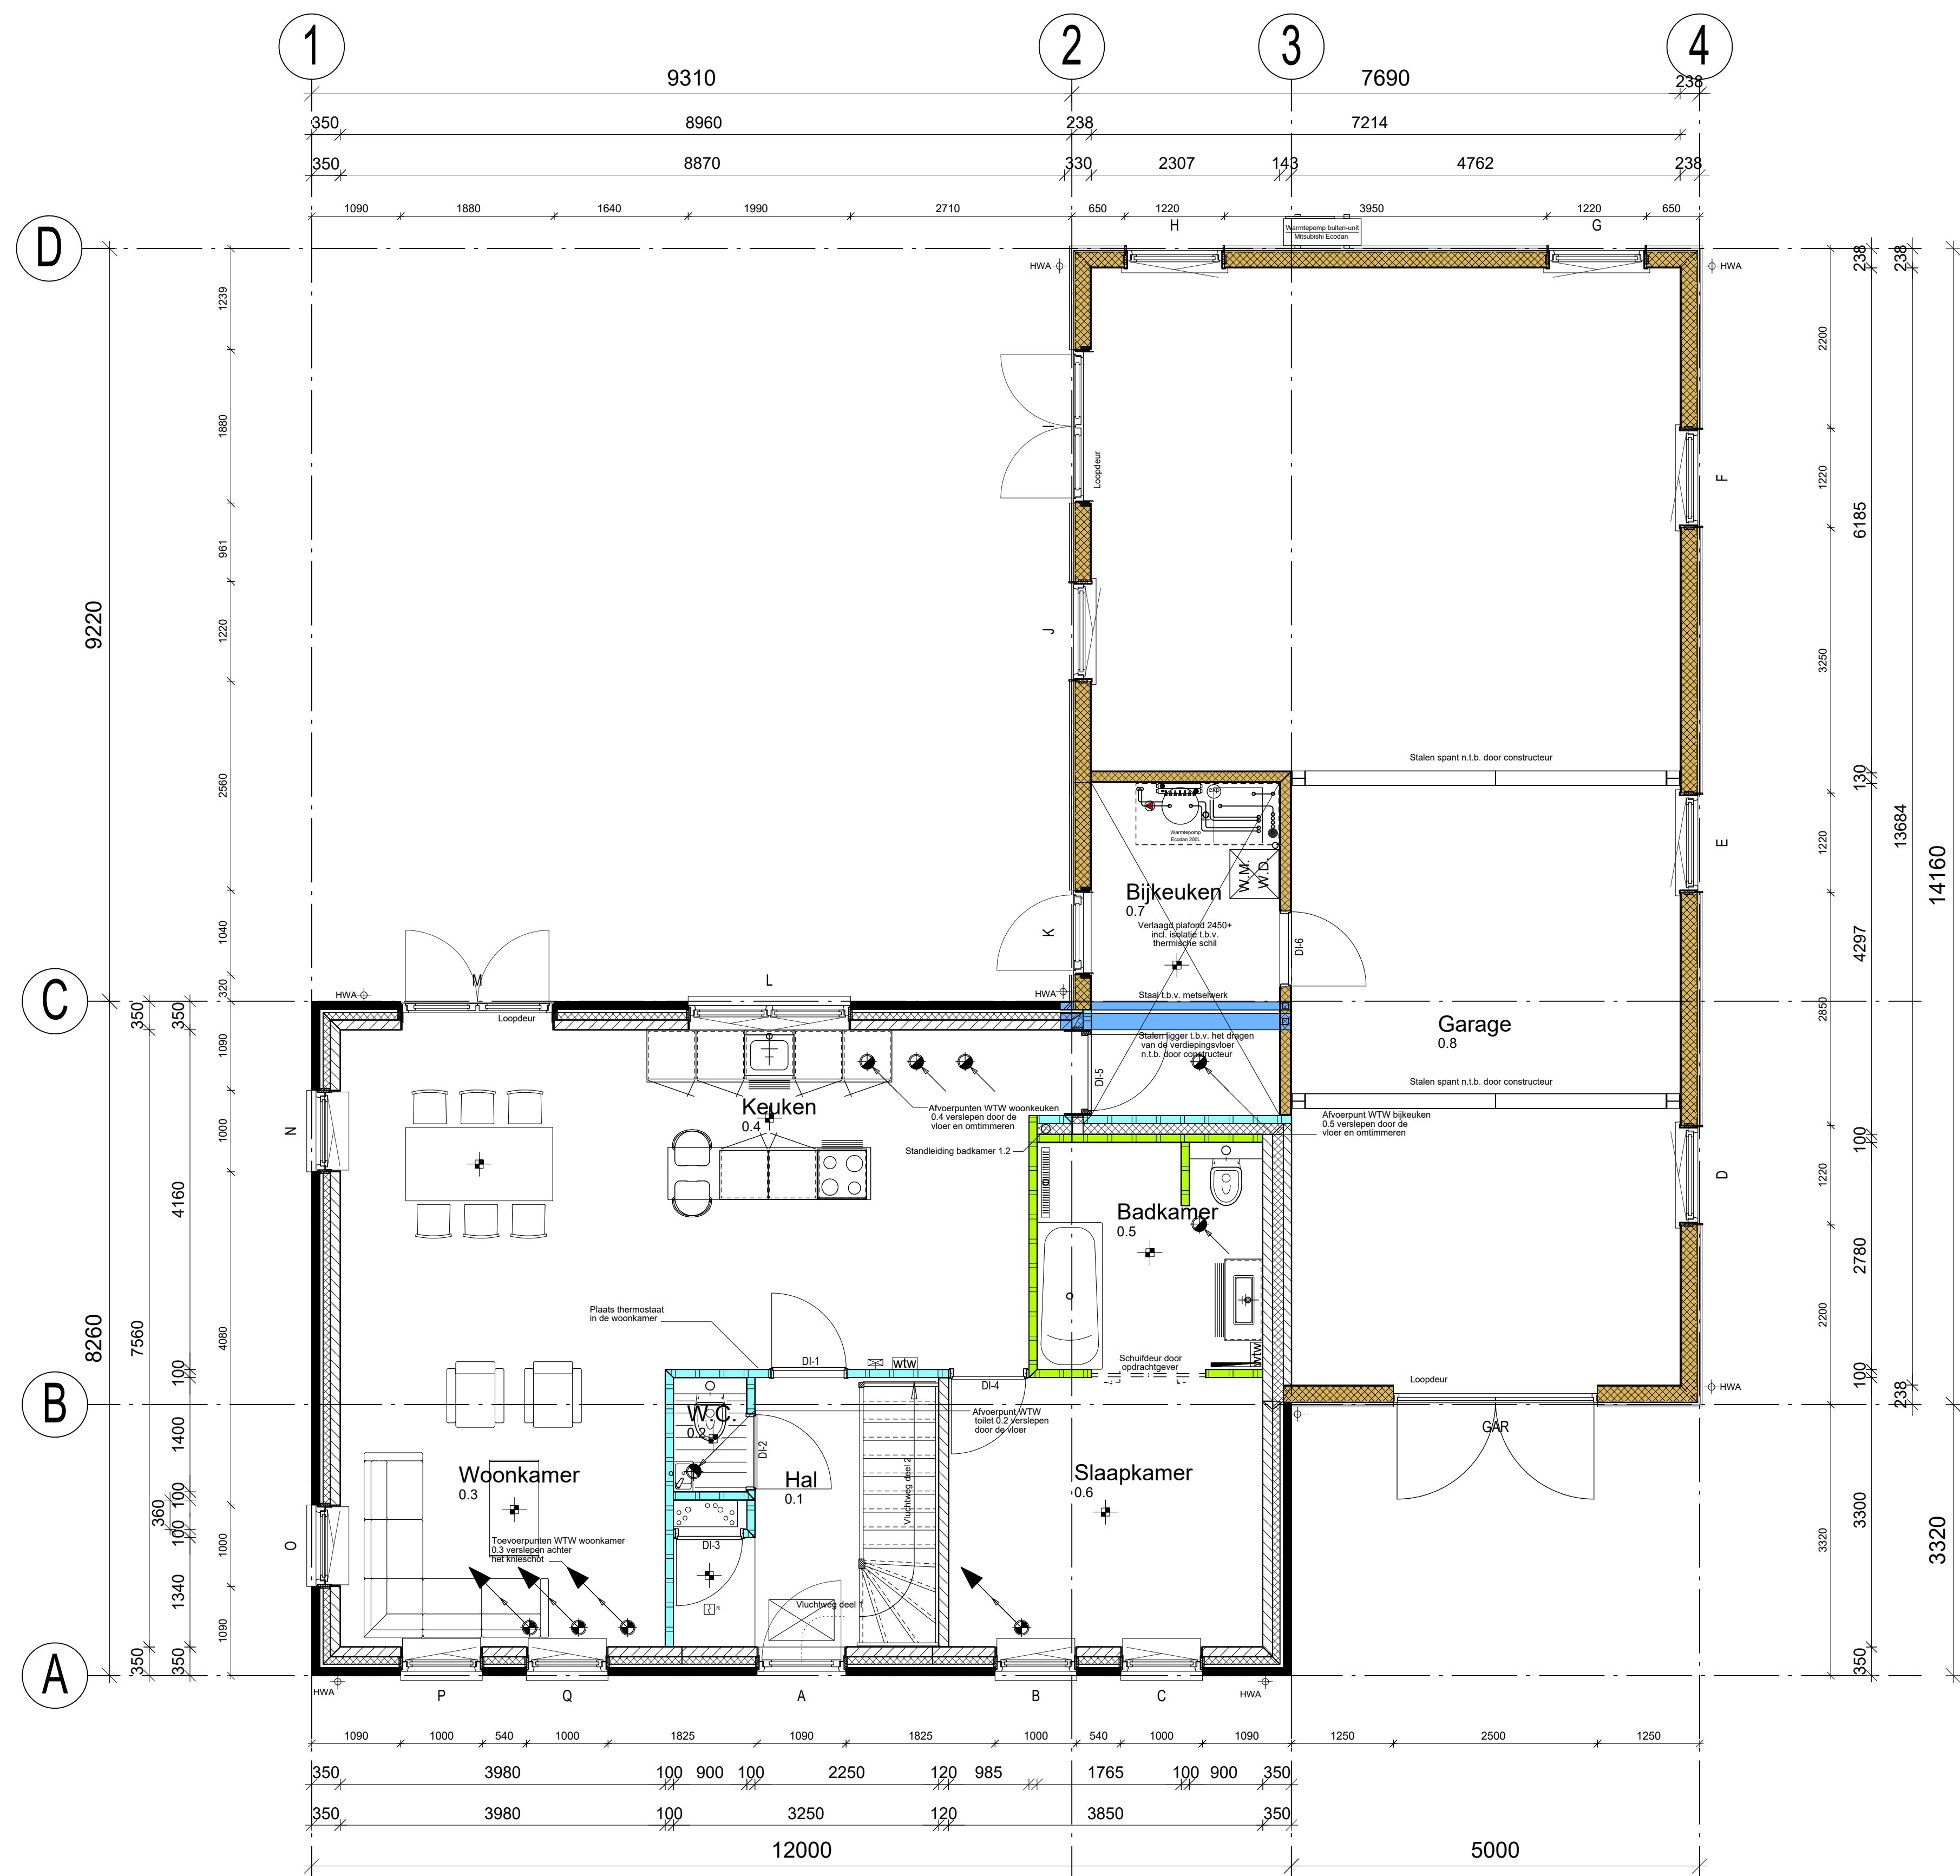 1
2
3
4
9310
7690
238
350
8960
238
7214
350
8870
330
2307
143
4762
238
1090
1880
1640
1990
2710
650
1220
3950
1220
650
H
G
Warmtepomp buiten-unit
Mitsubishi Ecodan
D
HWA
HWA
1239
1880
961
1220
2560
1040
320
9220
I
Loopdeur
J
K
F
E
D
2200
1220
3250
1220
2850
1220
2200
3320
238
6185
130
4297
100
2780
100
238
3300
350
238
13684
14160
3320
Stalen spant n.t.b. door constructeur
EXP
Warmtepomp
Ecodan 200L
W.M.
W.D.
Bijkeuken
0.7
Verlaagd plafond 2450+
incl. isolatie t.b.v.
thermische schil
DI-6
C
HWA
M
L
HWA
Loopdeur
Staal t.b.v. metselwerk
Stalen ligger t.b.v. het dragen
van de verdiepingsvloer
n.t.b. door constructeur
DI-5
Garage
0.8
Stalen spant n.t.b. door constructeur
350
350
1090
1000
4080
1000
1090
4160
7560
8260
100
1400
100
360
100
1340
350
350
N
O
Keuken
0.4
Afvoerpunten WTW woonkeuken
0.4 verslepen door de
vloer en omtimmeren
Afvoerpunt WTW bijkeuken
0.5 verslepen door de
vloer en omtimmeren
Standleiding badkamer 1.2
Badkamer
0.5
Plaats thermostaat
in de woonkamer
DI-1
wtw
DI-4
Schuifdeur door
opdrachtgever
wtw
Loopdeur
HWA
B
W.C.
0.2
Afvoerpunt WTW
toilet 0.2 verslepen
door de vloer
GAR
DI-2
Woonkamer
0.3
Hal
0.1
Vluchtweg deel 2
Slaapkamer
0.6
Toevoerpunten WTW woonkamer
0.3 verslepen achter
het knieschot
DI-3
R
Vluchtweg deel 1
A
HWA
P
Q
A
B
C
HWA
1090
1000
540
1000
1825
1090
1825
1000
540
1000
1090
1250
2500
1250
350
3980
100
900
100
2250
120
985
1765
100
900
350
350
3980
100
3250
120
3850
350
12000
5000